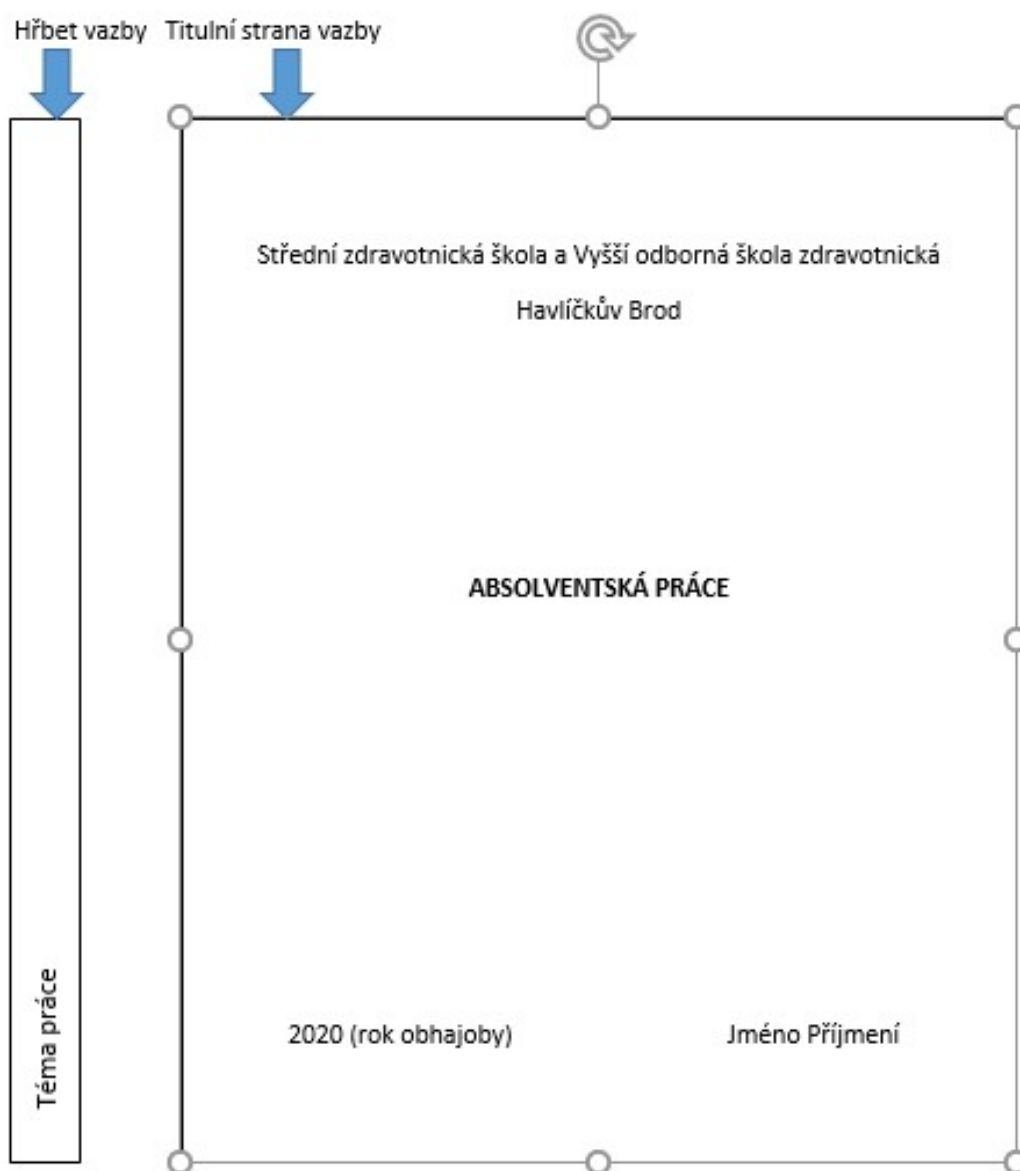 Hřbet vazby
Titulní strana vazby
Střední zdravotnická škola a Vyšší odborná škola zdravotnická
Havlíčkův Brod
ABSOLVENTSKÁ PRÁCE
Téma práce
2020 (rok obhajoby)
Jméno Příjmení